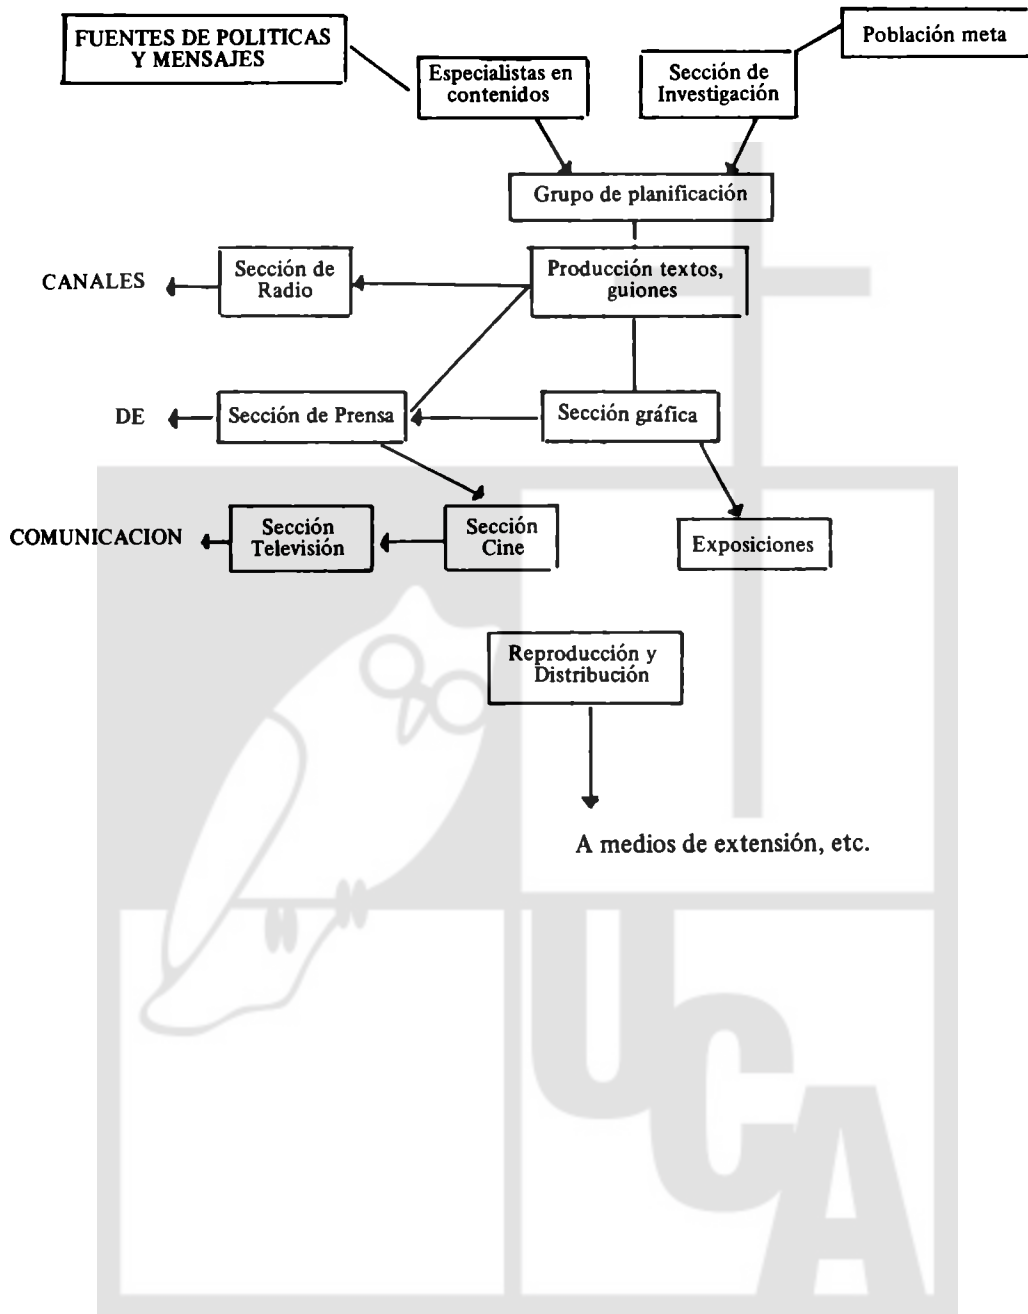 FUENTES DE POLITICAS
Y MENSAJES
Población meta
Especialistas en
contenidos
Sección de
Investigación
Grupo de planificación
CANALES
Sección de
Radio
Producción textos,
guiones
DE
Sección de Prensa
Sección gráfica
COMUNICACION
Sección
Televisión
Sección
Cine
Exposiciones
Reproducción y
Distribución
A medios de extensión, etc.
UCA